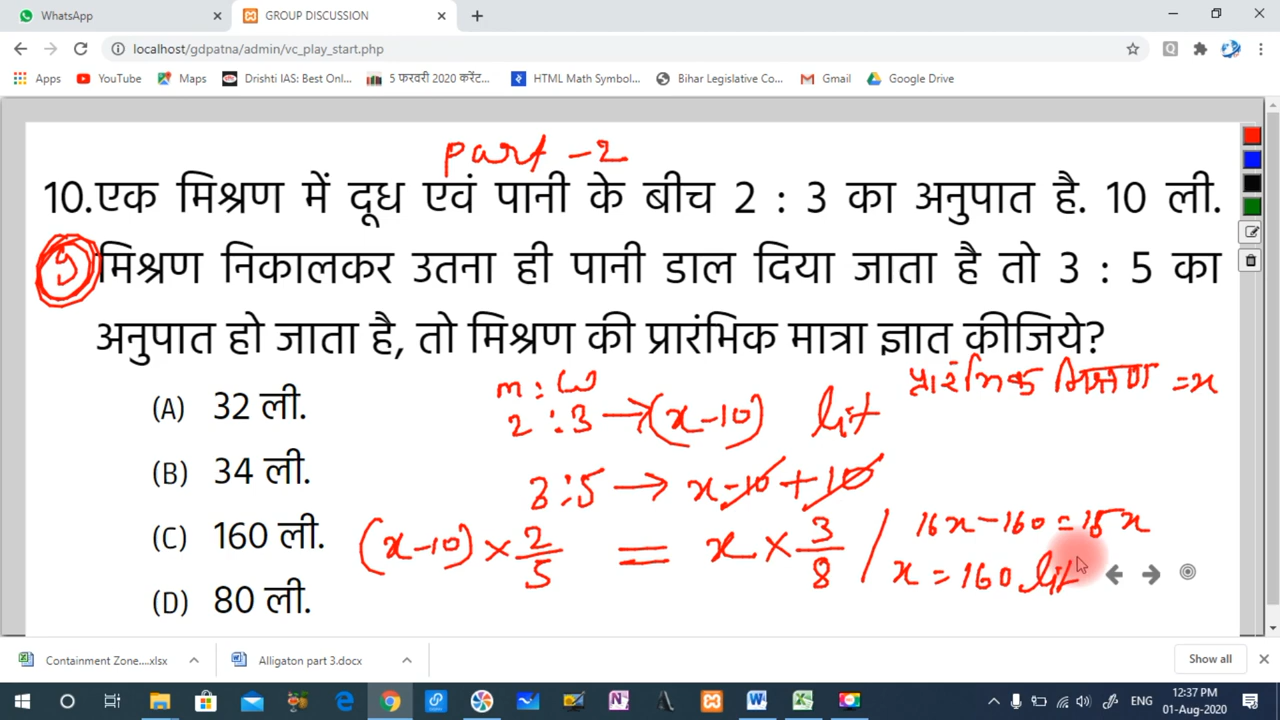 WhatsApp
GROUP DISCUSSION
localhost/gdpatna/admin/vc_play_start.php
Apps YouTube Maps Drishti IAS: Best Onl... 5 फरवरी 2020 करेंट... HTML Math Symbol... Bihar Legislative Co... Gmail Google Drive
part -2
10.एक मिश्रण में दूध एवं पानी के बीच 2 : 3 का अनुपात है. 10 ली.
मिश्रण निकालकर उतना ही पानी डाल दिया जाता है तो 3 : 5 का
अनुपात हो जाता है, तो मिश्रण की प्रारंभिक मात्रा ज्ञात कीजिये?
प्रारंभिक मिश्रण =x
m : w
(A) 32 ली.
2 : 3 → (x-10) lit
(B) 34 ली.
3 : 5 → x-10+10
(C) 160 ली.
(x-10) × 2/5 = x × 3/8 / 16x-160=15x
x=160 lit
(D) 80 ली.
Containment Zone....xlsx
Alligaton part 3.docx
Show all
ENG
12:37 PM
01-Aug-2020